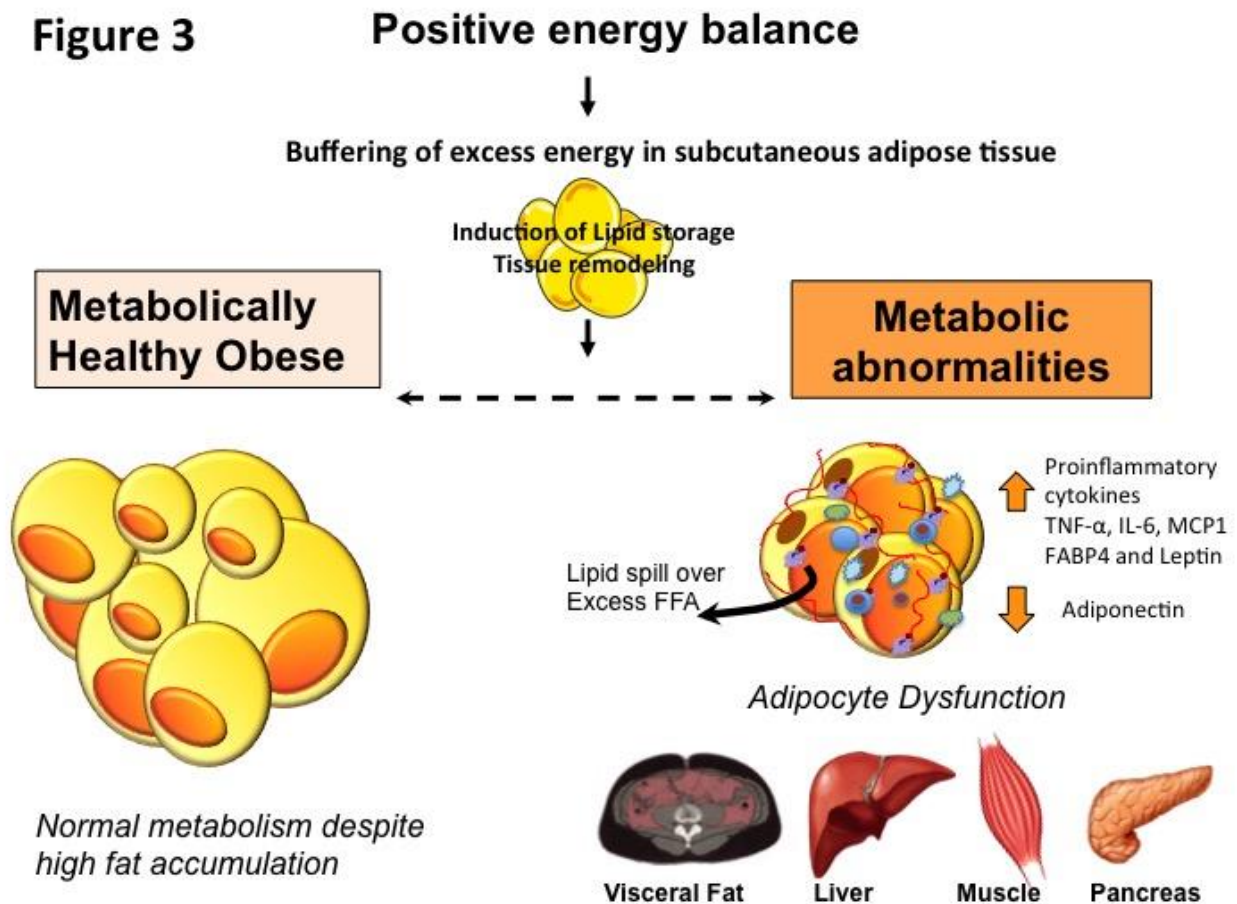 Figure 3
Positive energy balance
Buffering of excess energy in subcutaneous adipose tissue
Induction of Lipid storage
Tissue remodeling
Metabolically
Healthy Obese
Metabolic
abnormalities
Proinflammatory
cytokines
TNF-α, IL-6, MCP1
FABP4 and Leptin
Lipid spill over
Excess FFA
Adiponectin
Adipocyte Dysfunction
Normal metabolism despite
high fat accumulation
Visceral Fat
Liver
Muscle
Pancreas